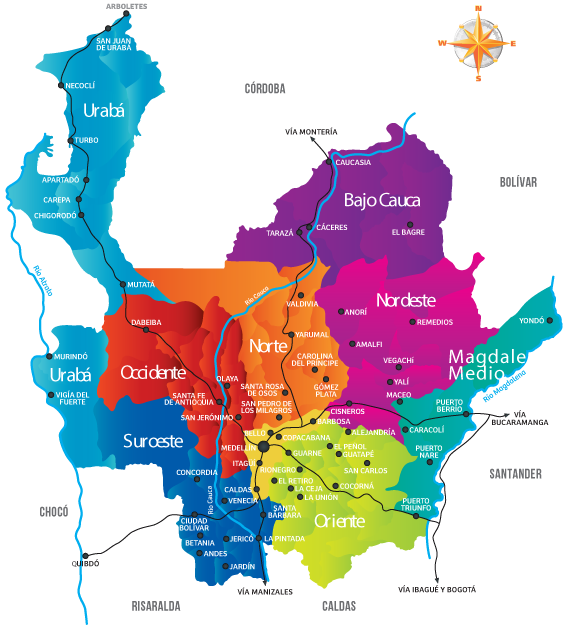 ARBOLETES
N
SAN JUAN
DE URABÁ
W
E
S
NECOCLÍ
CÓRDOBA
Urabá
VÍA MONTERÍA
TURBO
CAUCASIA
APARTADÓ
BOLÍVAR
CAREPA
Bajo Cauca
CHIGORODÓ
CÁCERES
TARAZÁ
EL BAGRE
Río Atrato
MUTATÁ
Río Cauca
VALDIVIA
Nordeste
ANORÍ
DABEIBA
REMEDIOS
YONDÓ
YARUMAL
Norte
AMALFI
MURINDÓ
CAROLINA
DEL PRÍNCIPE
VEGACHÍ
Magdale
Medio
Urabá
Occidente
OLAYA
GÓMEZ
PLATA
YALÍ
Río Magdaleno
VIGÍA DEL
FUERTE
SANTA FE
DE ANTIOQUIA
SANTA ROSA
DE OSOS
MACEO
SAN PEDRO DE
LOS MILAGROS
CISNEROS
PUERTO
BERRÍO
VÍA
BUCARAMANGA
SAN JERÓNIMO
BARBOSA
BELLO
ALEJANDRÍA
CARACOLÍ
Suroeste
COPACABANA
MEDELLÍN
EL PEÑOL
GUARNE
GUATAPÉ
PUERTO
NARE
ITAGUÍ
RIONEGRO
SAN CARLOS
SANTANDER
CONCORDIA
EL RETIRO
CALDAS
LA CEJA
COCORNÁ
LA UNIÓN
Río Cauca
VENECIA
SANTA
BÁRBARA
PUERTO
TRIUNFO
CHOCÓ
CIUDAD
BOLÍVAR
Oriente
BETANIA
JERICÓ
LA PINTADA
ANDES
QUIBDÓ
JARDÍN
VÍA MANIZALES
VÍA IBAGUÉ Y BOGOTÁ
RISARALDA
CALDAS